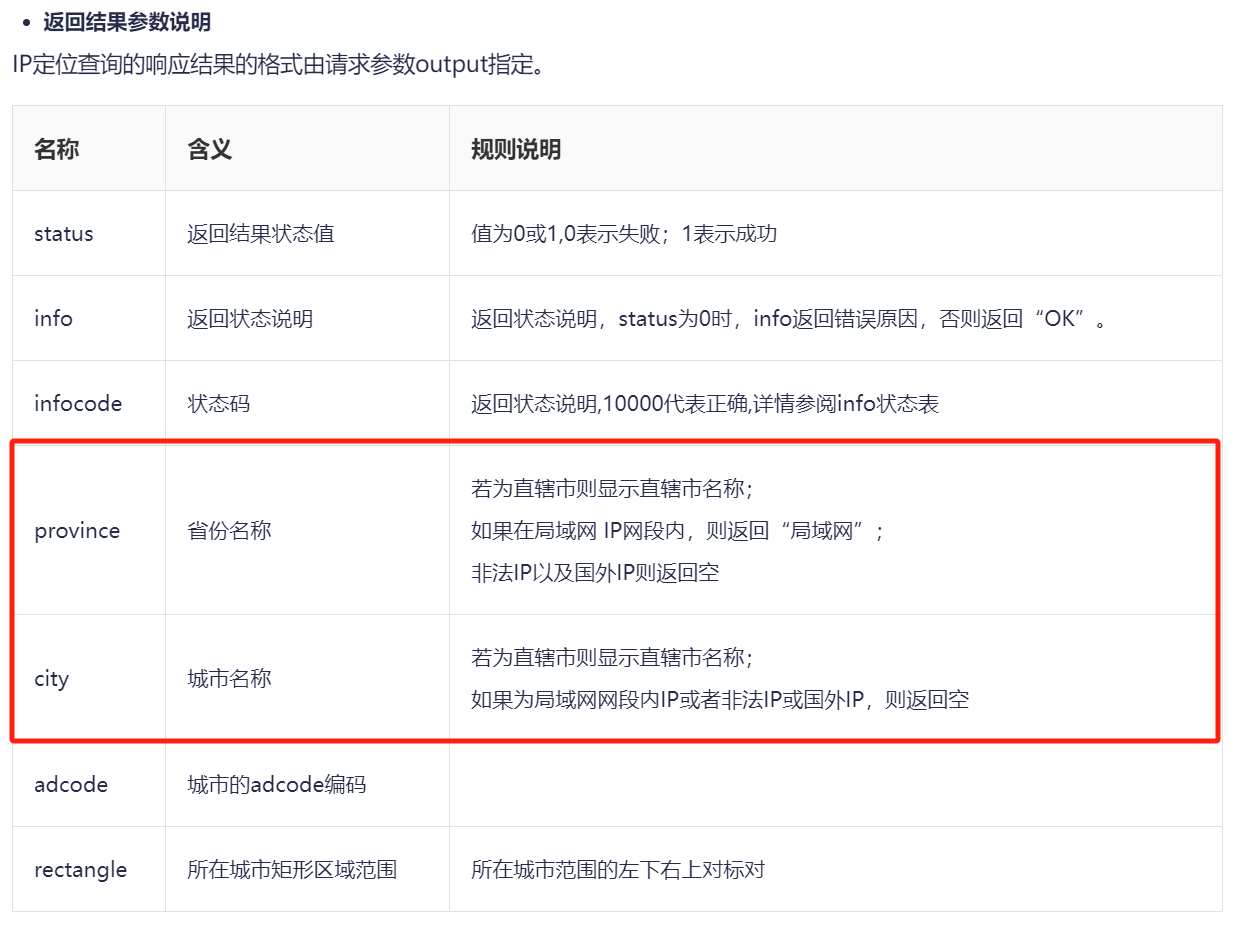 返回结果参数说明
IP定位查询的响应结果的格式由请求参数output指定。
名称 含义 规则说明
status 返回结果状态值 值为0或1,0表示失败；1表示成功
info 返回状态说明 返回状态说明，status为0时，info返回错误原因，否则返回“OK”。
infocode 状态码 返回状态说明,10000代表正确,详情参阅info状态表
若为直辖市则显示直辖市名称；
province 省份名称 如果在局域网 IP网段内，则返回“局域网”；
非法IP以及国外IP则返回空
若为直辖市则显示直辖市名称；
city 城市名称
如果为局域网网段内IP或者非法IP或国外IP，则返回空
adcode 城市的adcode编码
rectangle 所在城市矩形区域范围 所在城市范围的左下右上对标对